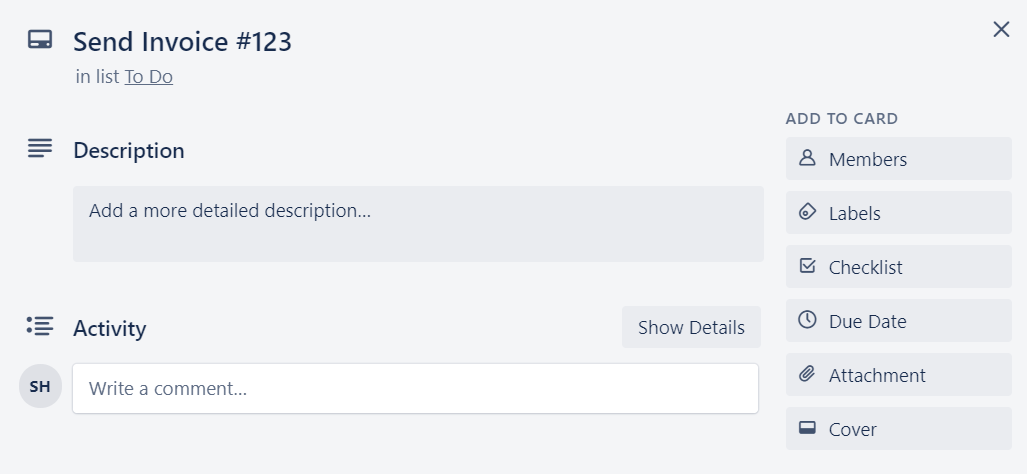 Send Invoice #123
in list To Do
Description
Add a more detailed description...
Activity
Show Details
SH
Write a comment...
ADD TO CARD
Members
Labels
Checklist
Due Date
Attachment
Cover